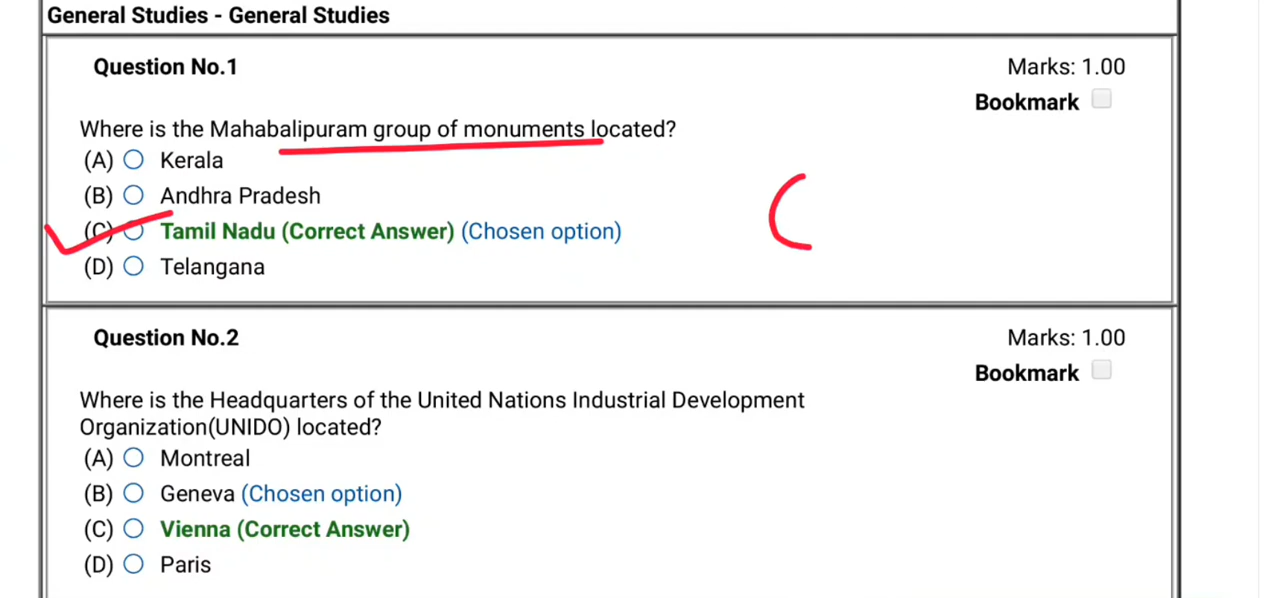 General Studies - General Studies
Question No.1
Marks: 1.00
Bookmark
Where is the Mahabalipuram group of monuments located?
(A) Kerala
(B) Andhra Pradesh
(C) Tamil Nadu (Correct Answer) (Chosen option)
(D) Telangana
Question No.2
Marks: 1.00
Bookmark
Where is the Headquarters of the United Nations Industrial Development
Organization(UNIDO) located?
(A) Montreal
(B) Geneva (Chosen option)
(C) Vienna (Correct Answer)
(D) Paris